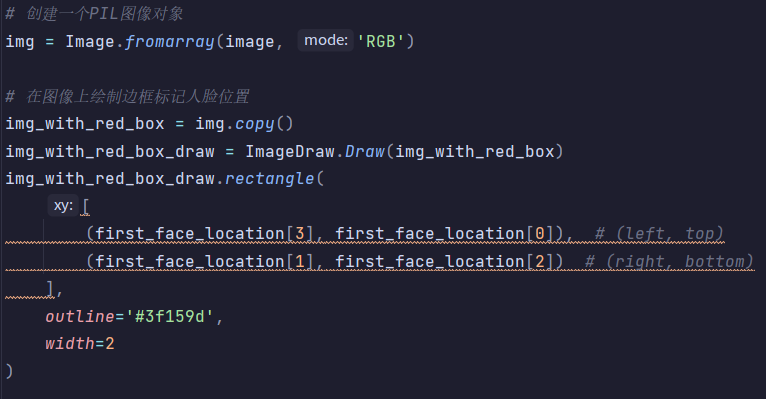 # 创建一个PIL图像对象
img = Image.fromarray(image, mode: 'RGB')
# 在图像上绘制边框标记人脸位置
img_with_red_box = img.copy()
img_with_red_box_draw = ImageDraw.Draw(img_with_red_box)
img_with_red_box_draw.rectangle(
xy: [
(first_face_location[3], first_face_location[0]),  # (left, top)
(first_face_location[1], first_face_location[2])  # (right, bottom)
],
outline='#3f159d',
width=2
)